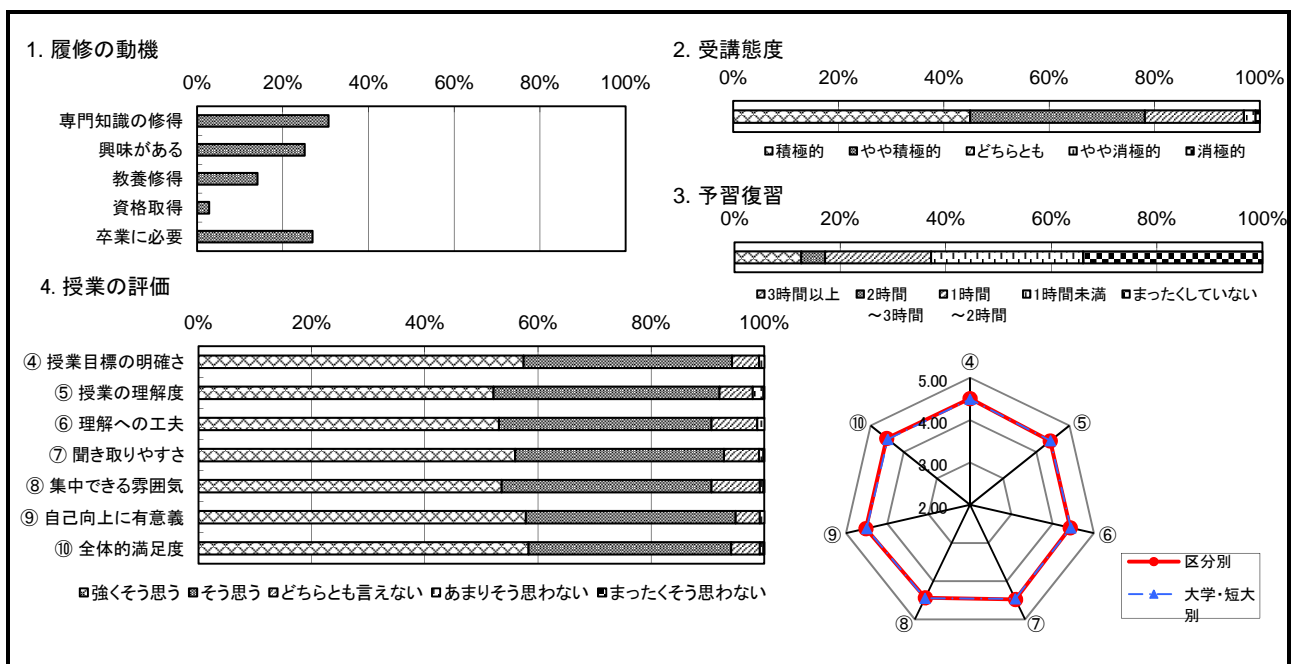 1. 履修の動機
0% 20% 40% 60% 80% 100%
専門知識の修得
興味がある
教養修得
資格取得
卒業に必要
2. 受講態度
0% 20% 40% 60% 80% 100%
積極的 やや積極的 どちらとも やや消極的 消極的
3. 予習復習
0% 20% 40% 60% 80% 100%
3時間以上 2時間 1時間 1時間未満 まったくしていない
～3時間 ～2時間
4. 授業の評価
0% 20% 40% 60% 80% 100%
④ 授業目標の明確さ
⑤ 授業の理解度
⑥ 理解への工夫
⑦ 聞き取りやすさ
⑧ 集中できる雰囲気
⑨ 自己向上に有意義
⑩ 全体的満足度
強くそう思う そう思う どちらとも言えない あまりそう思わない まったくそう思わない
④
5.00
⑩ 4.00 ⑤
3.00
2.00
⑨ ⑥
⑧ ⑦
区分別
大学・短大
別